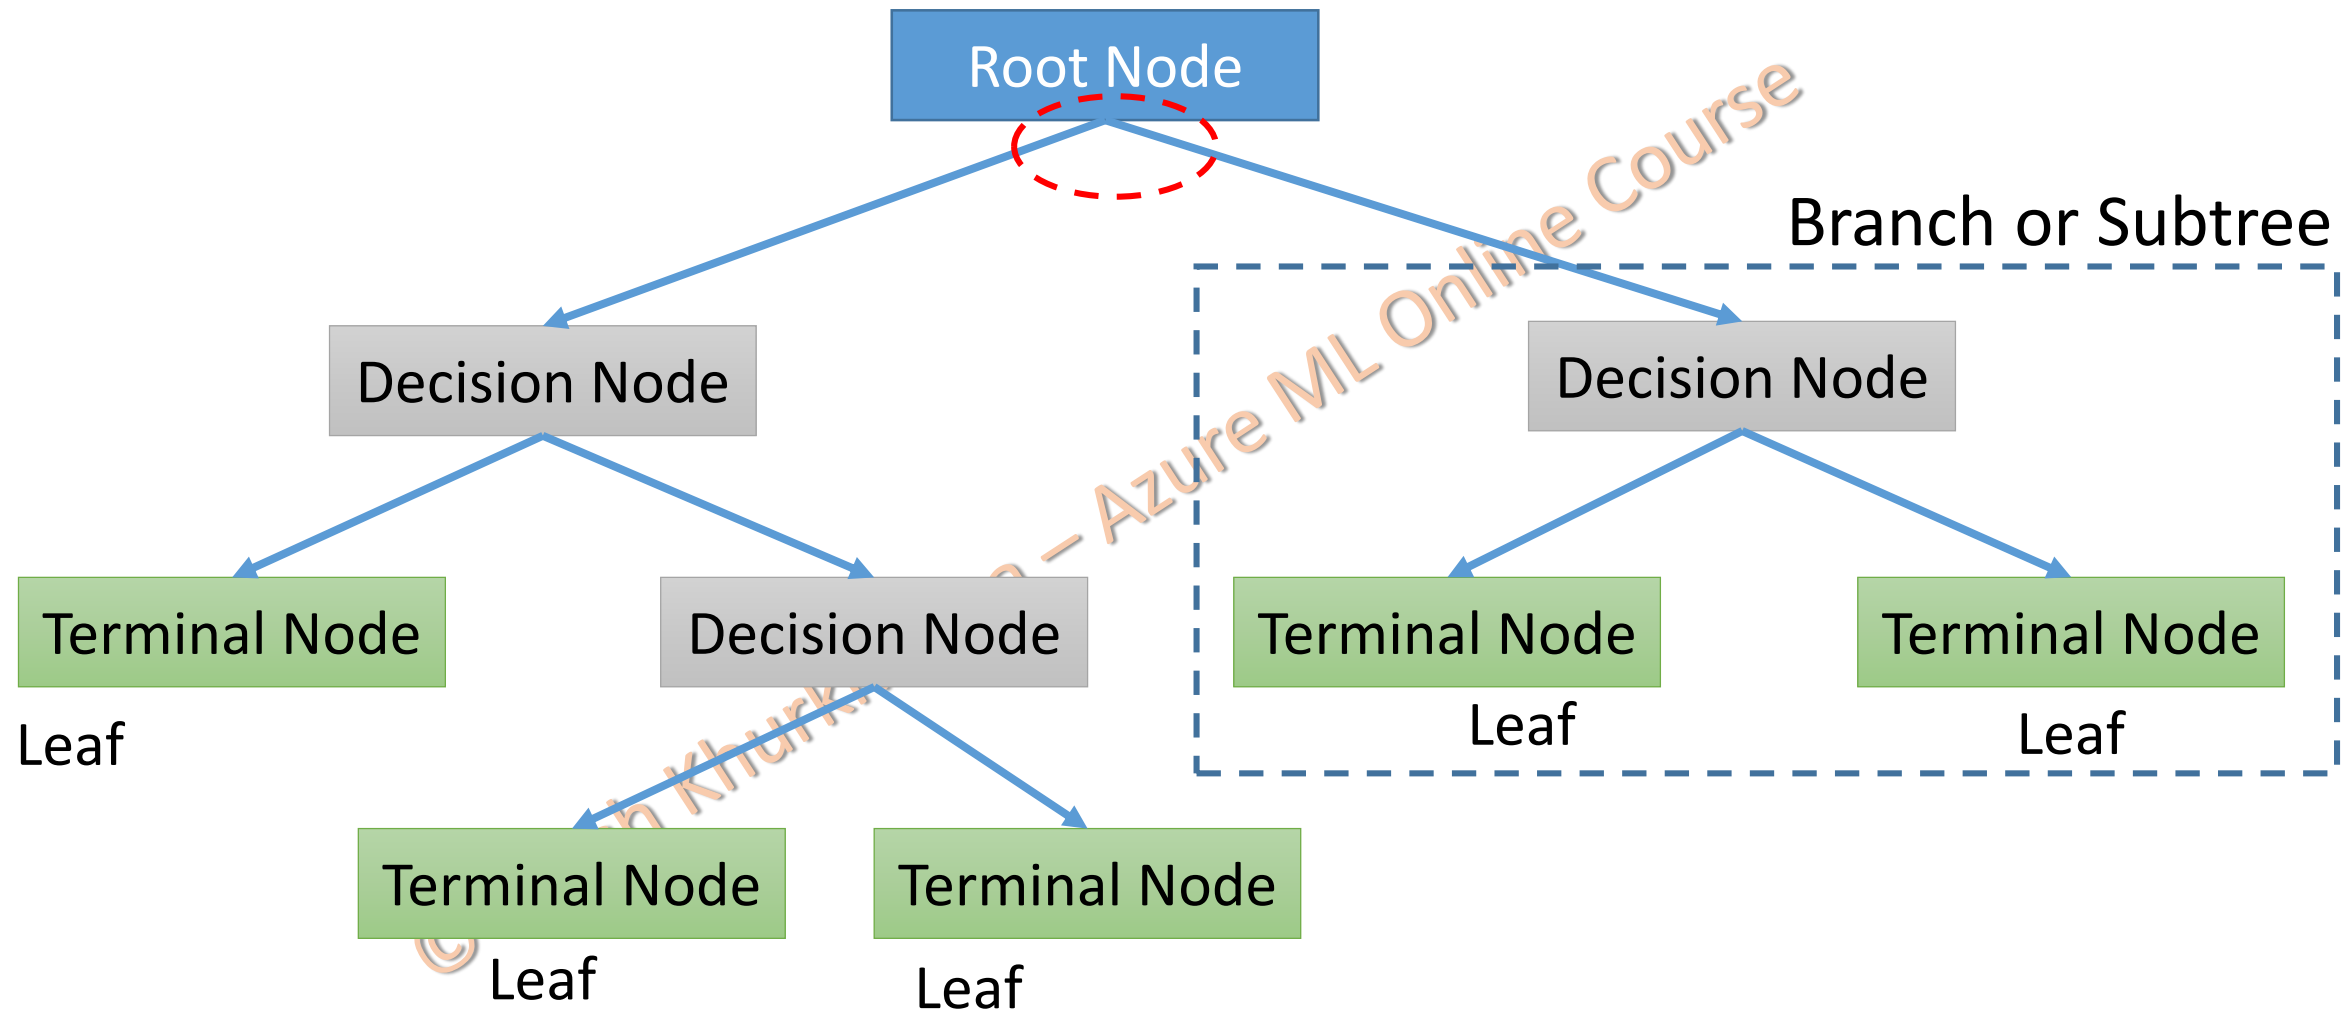 Root Node
Branch or Subtree
Decision Node
Decision Node
Terminal Node
Decision Node
Terminal Node
Terminal Node
Leaf
Leaf
Leaf
Terminal Node
Terminal Node
Leaf
Leaf
© – Azure ML Online Course